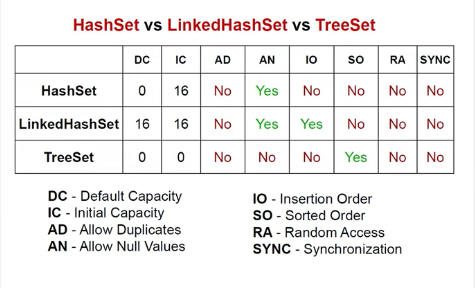 HashSet vs LinkedHashSet vs TreeSet
DC IC AD AN IO SO RA SYNC
HashSet 0 16 No Yes No No No No
LinkedHashSet 16 16 No Yes Yes No No No
TreeSet 0 0 No No No Yes No No
DC - Default Capacity
IC - Initial Capacity
AD - Allow Duplicates
AN - Allow Null Values
IO - Insertion Order
SO - Sorted Order
RA - Random Access
SYNC - Synchronization